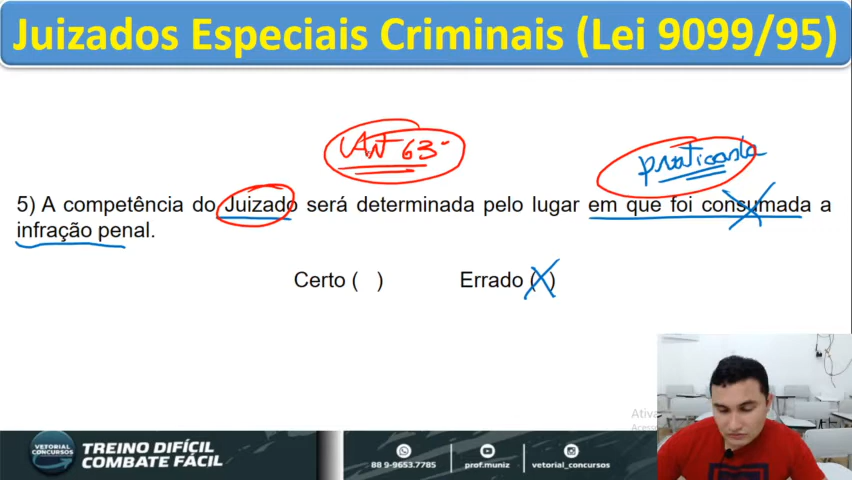 Juizados Especiais Criminais (Lei 9099/95)
Art 63
praticada
5) A competência do Juizado será determinada pelo lugar em que foi consumada a
infração penal.
Certo ( ) Errado ( )
VETORIAL
CONCURSOS
TREINO DIFÍCIL
COMBATE FÁCIL
88 9-9653.7785
prof.muniz
vetorial_concursos